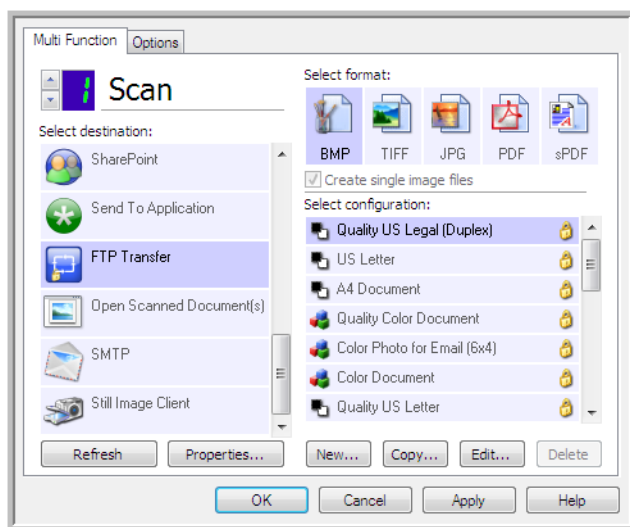 Multi Function
Options
1
Scan
Select destination:
SharePoint
Send To Application
FTP Transfer
Open Scanned Document(s)
SMTP
Still Image Client
Refresh
Properties...
Select format:
BMP
TIFF
JPG
PDF
sPDF
Create single image files
Select configuration:
Quality US Legal (Duplex)
US Letter
A4 Document
Quality Color Document
Color Photo for Email (6x4)
Color Document
Quality US Letter
New...
Copy...
Edit...
Delete
OK
Cancel
Apply
Help